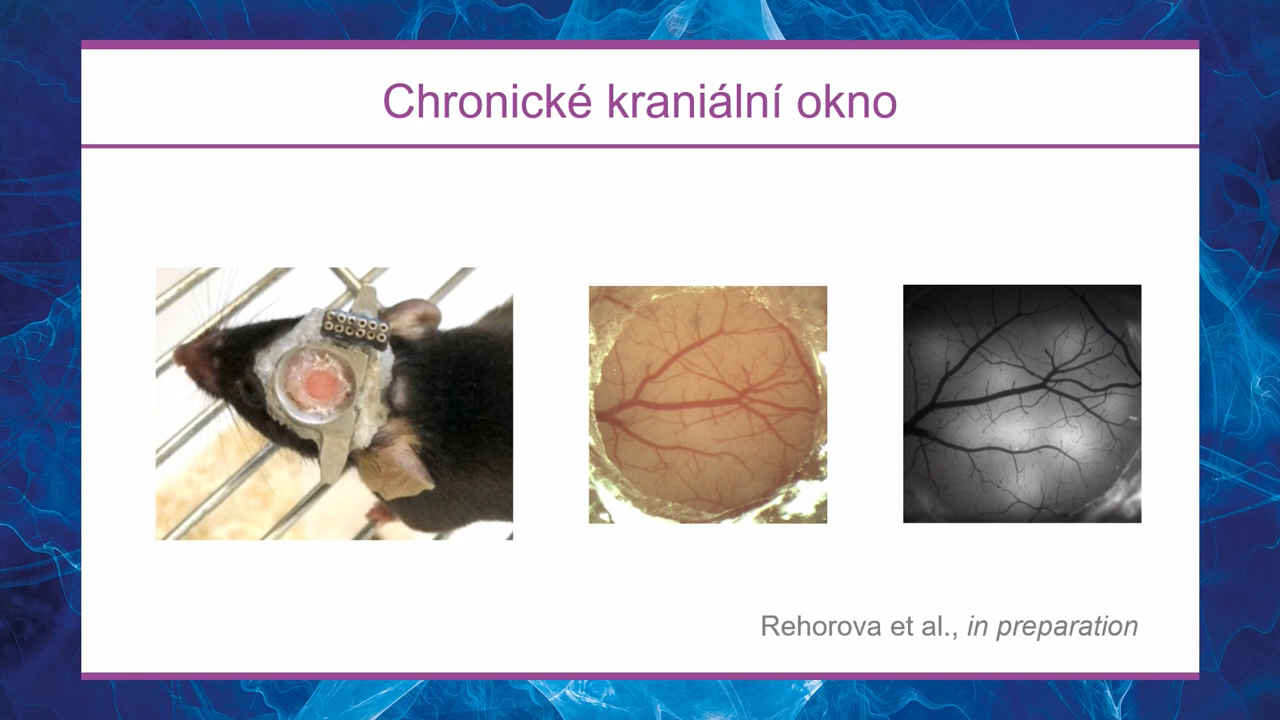 Chronické kraniální okno
Rehorova et al., in preparation